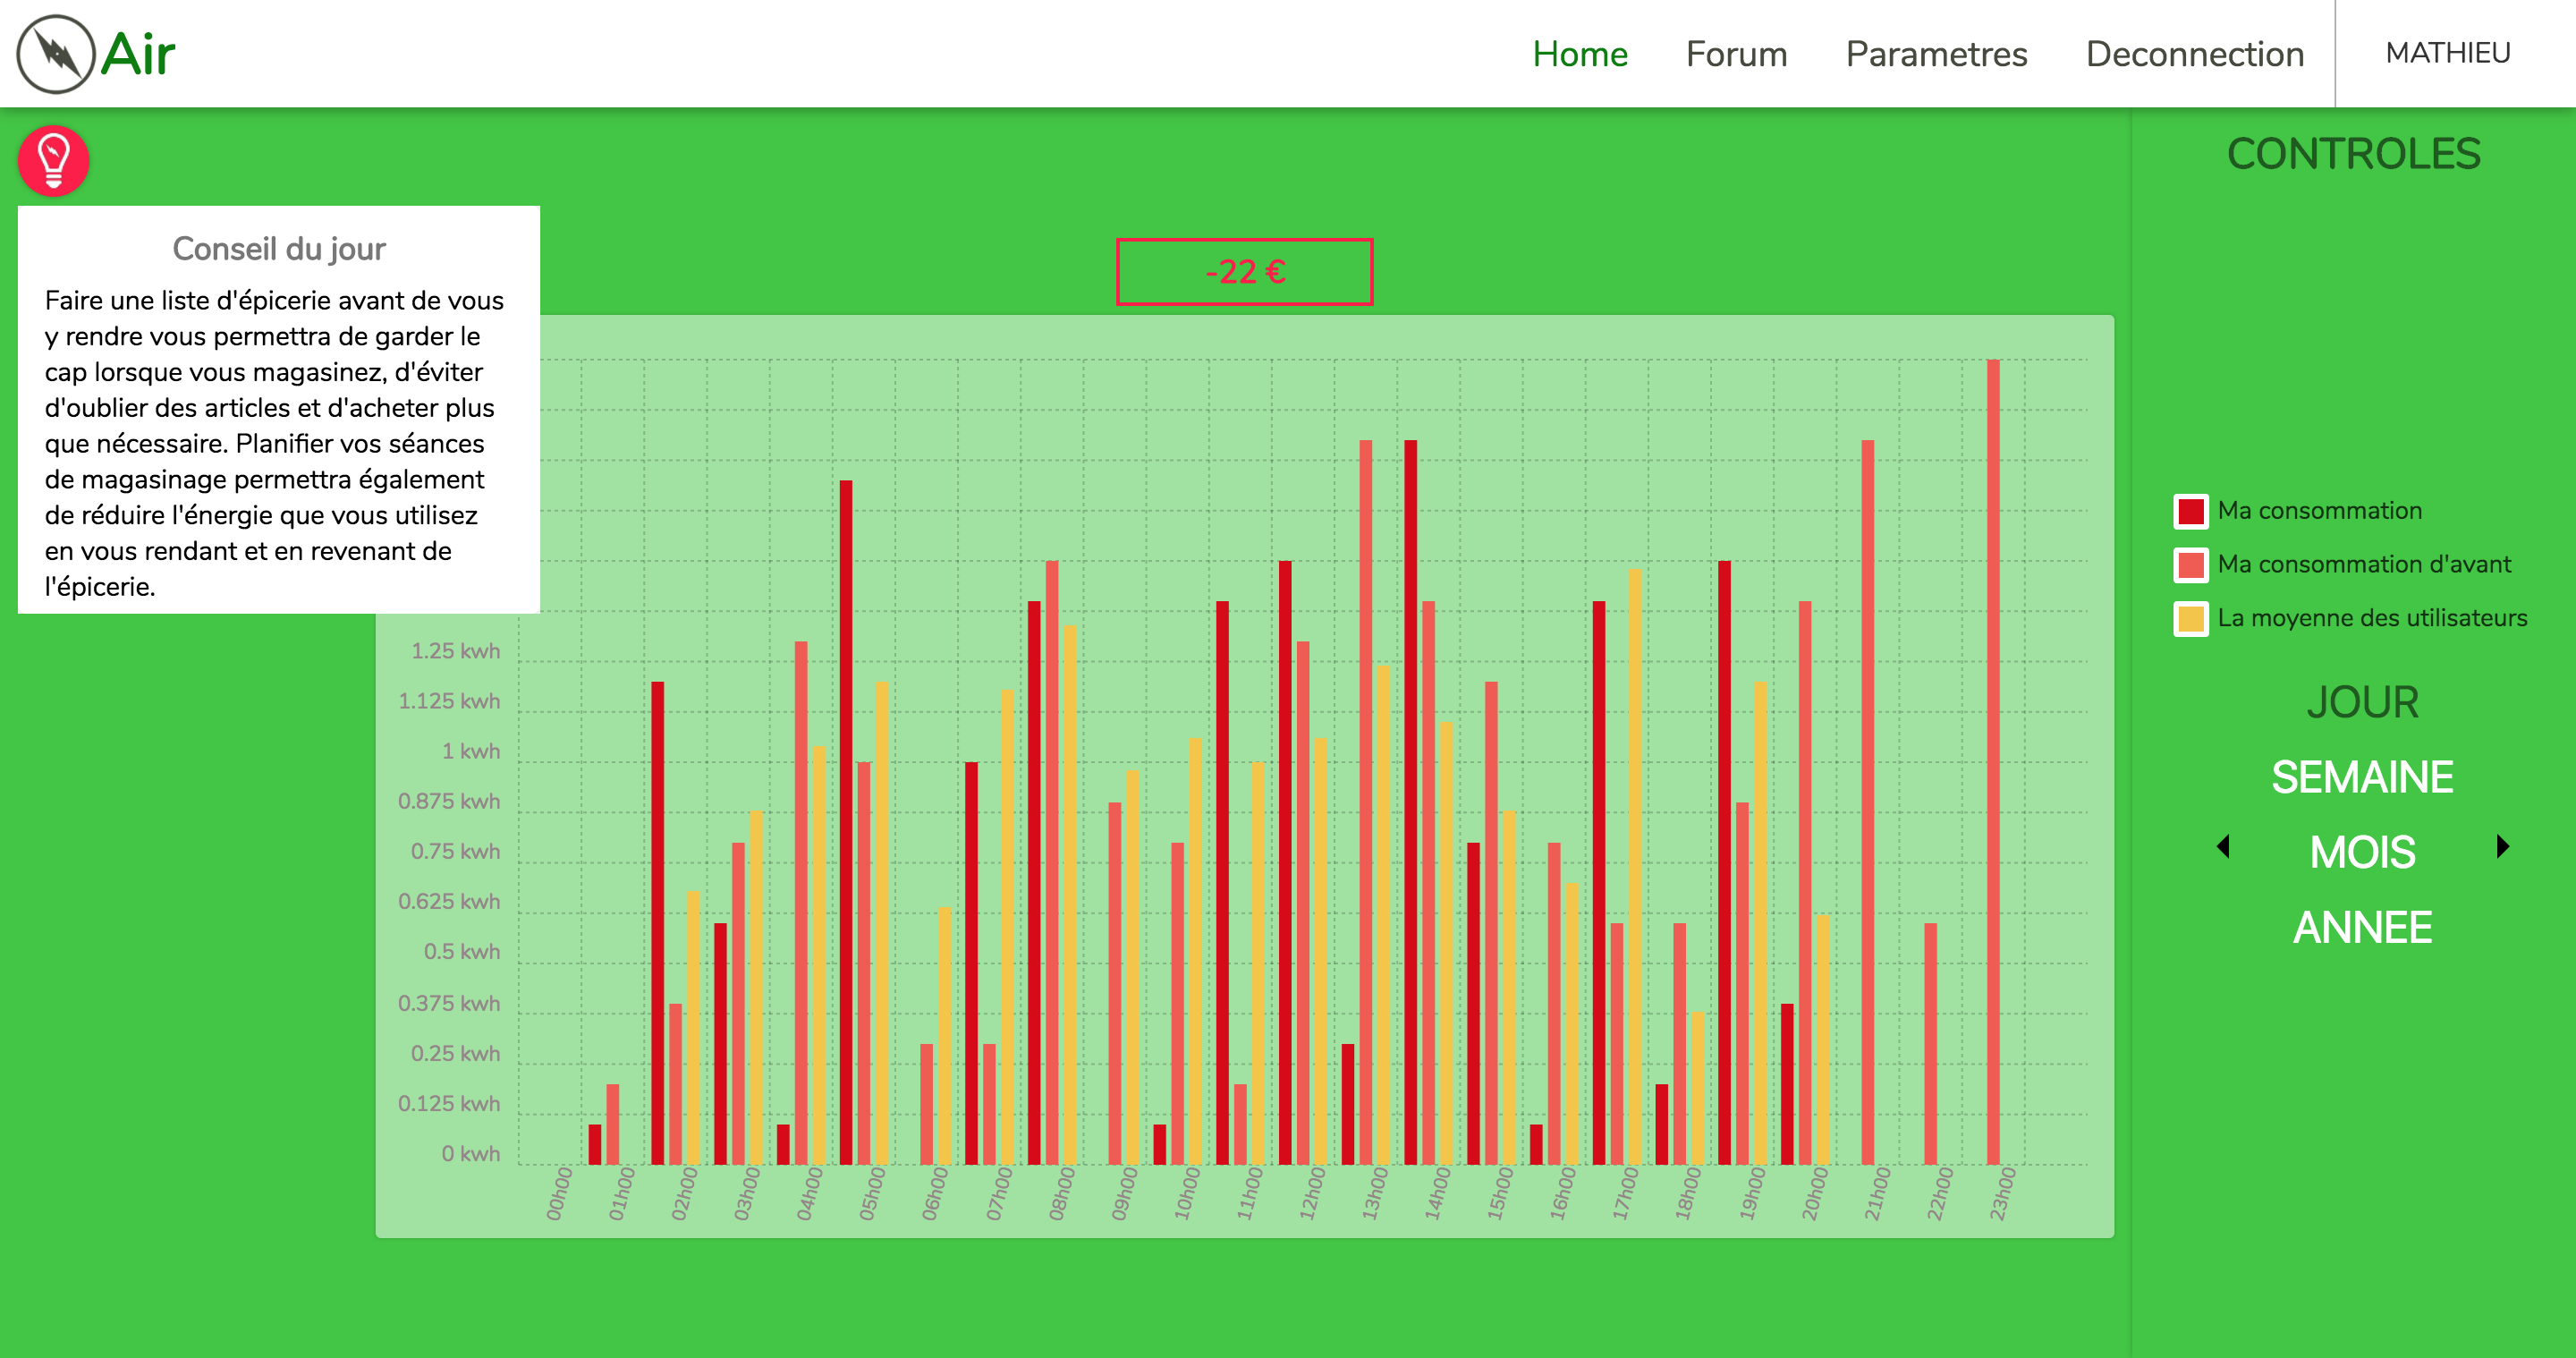 Air
Home
Forum
Parametres
Deconnection
MATHIEU
Conseil du jour
Faire une liste d'épicerie avant de vous
y rendre vous permettra de garder le
cap lorsque vous magasinez, d'éviter
d'oublier des articles et d'acheter plus
que nécessaire. Planifier vos séances
de magasinage permettra également
de réduire l'énergie que vous utilisez
en vous rendant et en revenant de
l'épicerie.
-22 €
1.25 kwh
1.125 kwh
1 kwh
0.875 kwh
0.75 kwh
0.625 kwh
0.5 kwh
0.375 kwh
0.25 kwh
0.125 kwh
0 kwh
00h00
01h00
02h00
03h00
04h00
05h00
06h00
07h00
08h00
09h00
10h00
11h00
12h00
13h00
14h00
15h00
16h00
17h00
18h00
19h00
20h00
21h00
22h00
23h00
CONTROLES
Ma consommation
Ma consommation d'avant
La moyenne des utilisateurs
JOUR
SEMAINE
MOIS
ANNEE